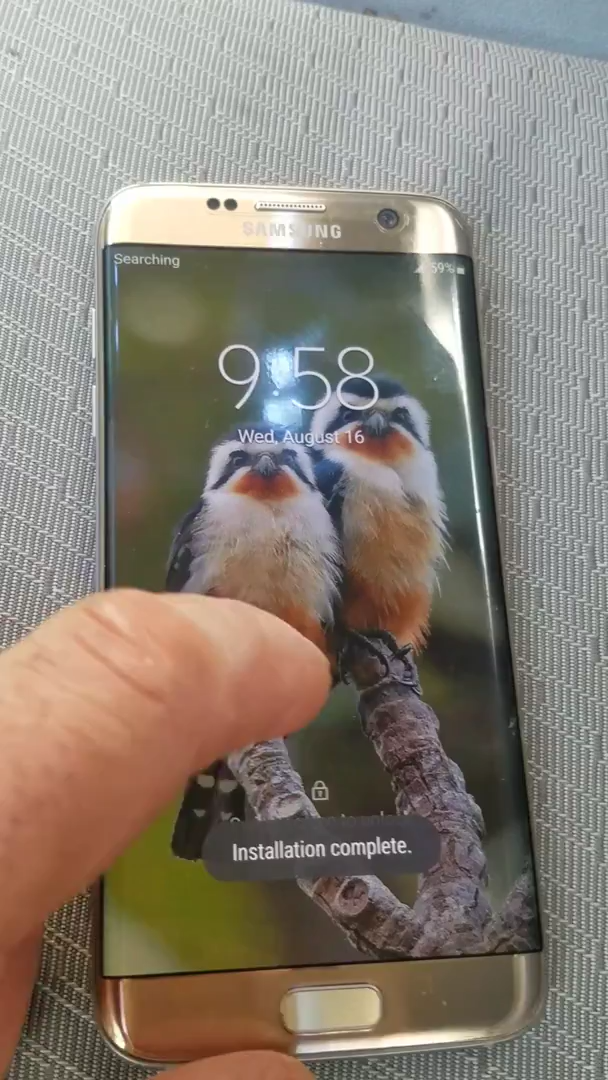 SAMSUNG
Searching
59%
9:58
Wed, August 16
Installation complete.